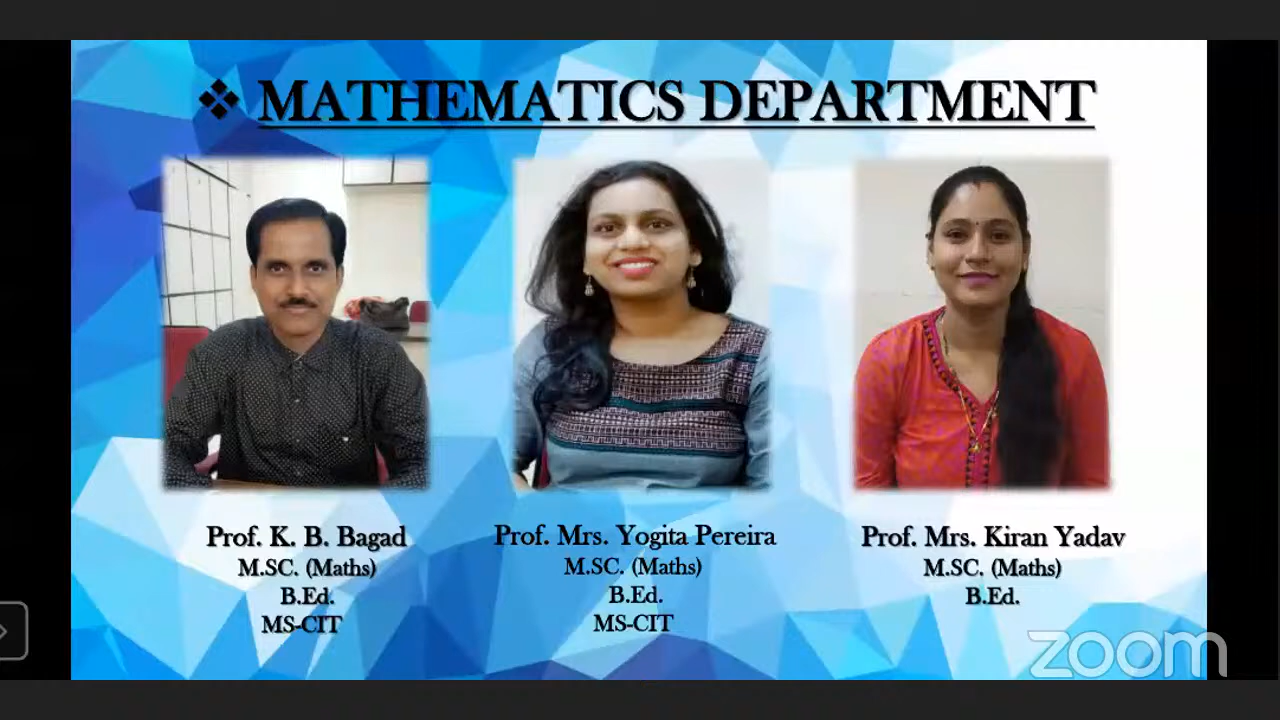 ❖ MATHEMATICS DEPARTMENT
Prof. K. B. Bagad
M.SC. (Maths)
B.Ed.
MS-CIT
Prof. Mrs. Yogita Pereira
M.SC. (Maths)
B.Ed.
MS-CIT
Prof. Mrs. Kiran Yadav
M.SC. (Maths)
B.Ed.
zoom